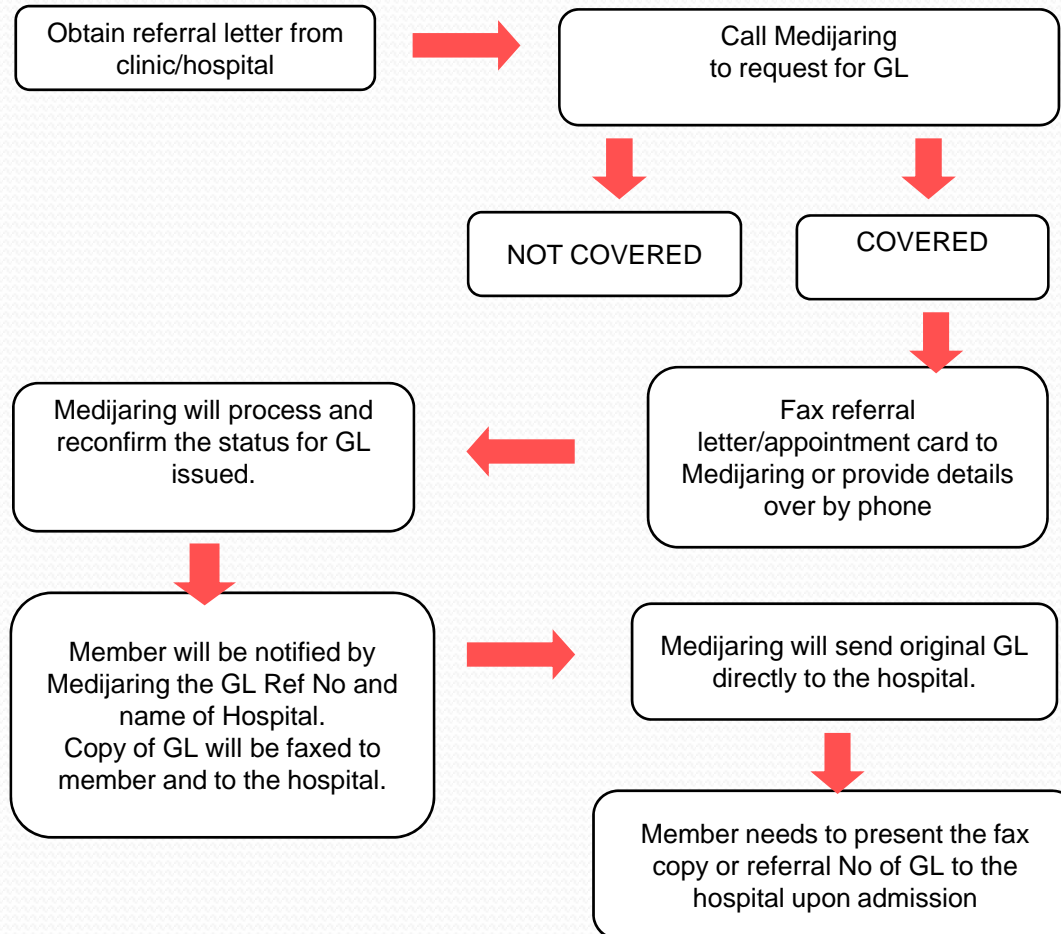 Obtain referral letter from
clinic/hospital
Call Medijaring
to request for GL
NOT COVERED
COVERED
Fax referral
letter/appointment card to
Medijaring or provide details
over by phone
Medijaring will process and
reconfirm the status for GL
issued.
Member will be notified by
Medijaring the GL Ref No and
name of Hospital.
Copy of GL will be faxed to
member and to the hospital.
Medijaring will send original GL
directly to the hospital.
Member needs to present the fax
copy or referral No of GL to the
hospital upon admission